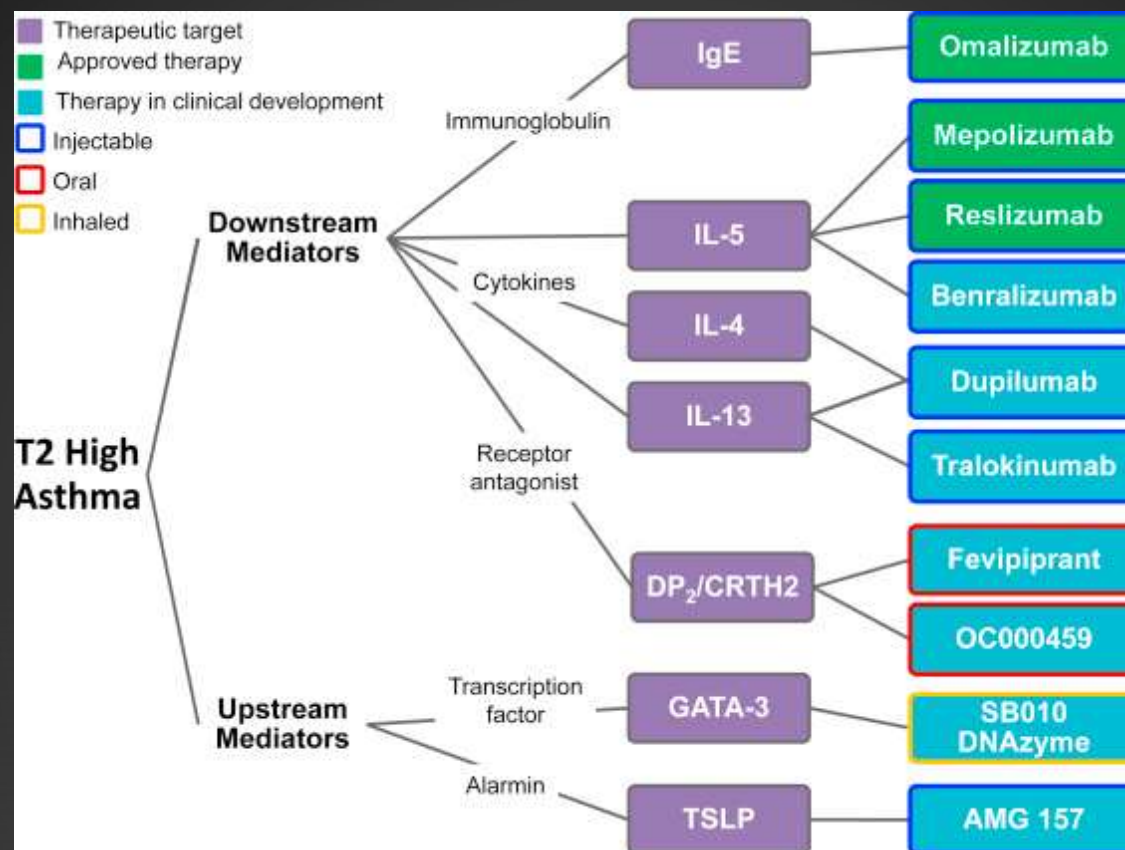 Therapeutic target
Approved therapy
Therapy in clinical development
Injectable
Oral
Inhaled
T2 High
Asthma
Downstream
Mediators
Upstream
Mediators
Immunoglobulin
Cytokines
Receptor
antagonist
Transcription
factor
Alarmin
IgE
IL-5
IL-4
IL-13
DP₂/CRTH2
GATA-3
TSLP
Omalizumab
Mepolizumab
Reslizumab
Benralizumab
Dupilumab
Tralokinumab
Fevipiprant
OC000459
SB010
DNAzyme
AMG 157